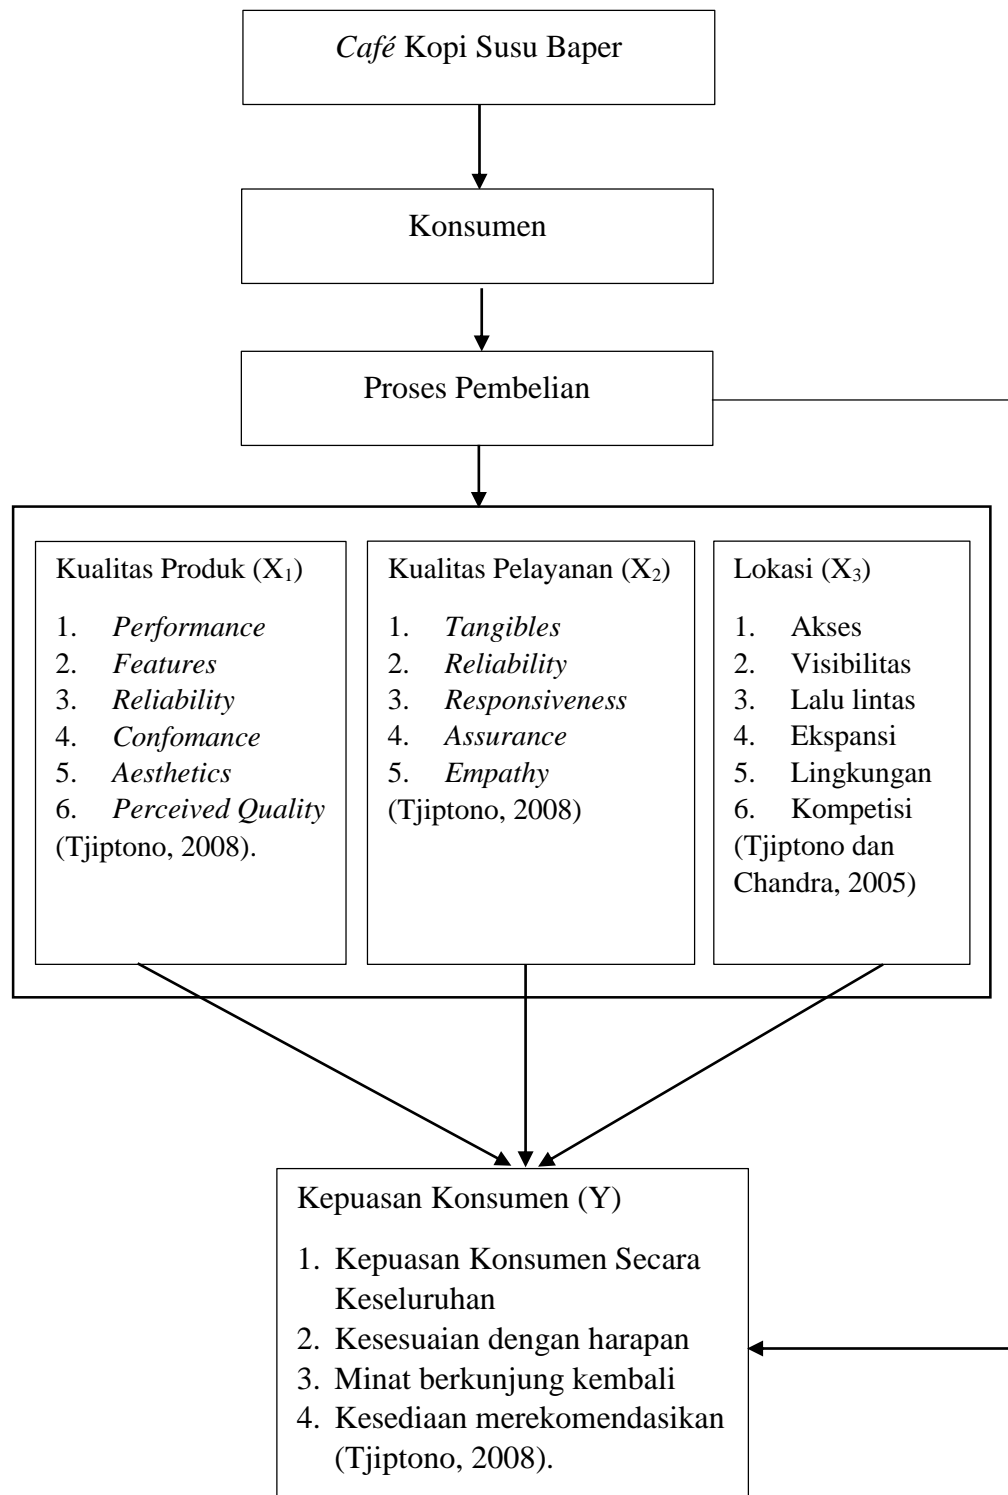 Café Kopi Susu Baper
Konsumen
Proses Pembelian
Kualitas Produk (X₁)
1. Performance
2. Features
3. Reliability
4. Confomance
5. Aesthetics
6. Perceived Quality
(Tjiptono, 2008).
Kualitas Pelayanan (X₂)
1. Tangibles
2. Reliability
3. Responsiveness
4. Assurance
5. Empathy
(Tjiptono, 2008)
Lokasi (X₃)
1. Akses
2. Visibilitas
3. Lalu lintas
4. Ekspansi
5. Lingkungan
6. Kompetisi
(Tjiptono dan
Chandra, 2005)
Kepuasan Konsumen (Y)
1. Kepuasan Konsumen Secara
Keseluruhan
2. Kesesuaian dengan harapan
3. Minat berkunjung kembali
4. Kesediaan merekomendasikan
(Tjiptono, 2008).